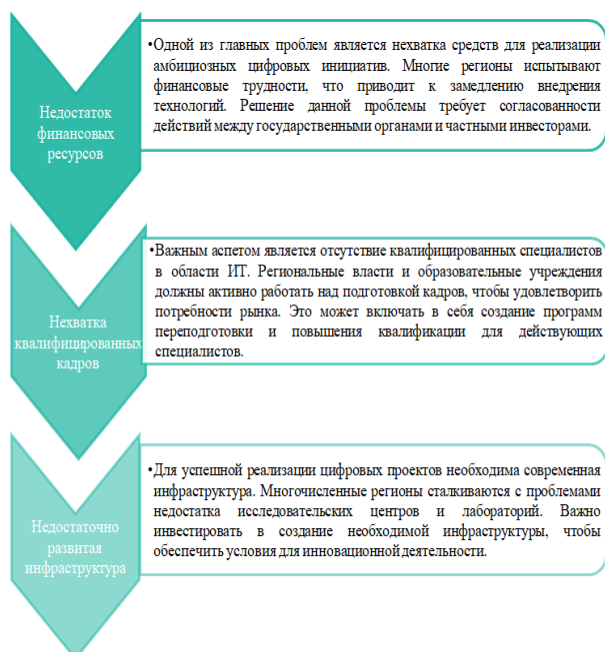 Недостаток
финансовых
ресурсов
•Одной из главных проблем является нехватка средств для реализации
амбициозных цифровых инициатив. Многие регионы испытывают
финансовые трудности, что приводит к замедлению внедрения
технологий. Решение данной проблемы требует согласованности
действий между государственными органами и частными инвесторами.
Нехватка
квалифицированных
кадров
•Важным аспетом является отсутствие квалифицированных специалистов
в области ИТ. Региональные власти и образовательные учреждения
должны активно работать над подготовкой кадров, чтобы удовлетворить
потребности рынка. Это может включать в себя создание программ
переподготовки и повышения квалификации для действующих
специалистов.
Недостаточно
развитая
инфраструктура
•Для успешной реализации цифровых проектов необходима современная
инфраструктура. Многочисленные регионы сталкиваются с проблемами
недостатка исследовательских центров и лабораторий. Важно
инвестировать в создание необходимой инфраструктуры, чтобы
обеспечить условия для инновационной деятельности.